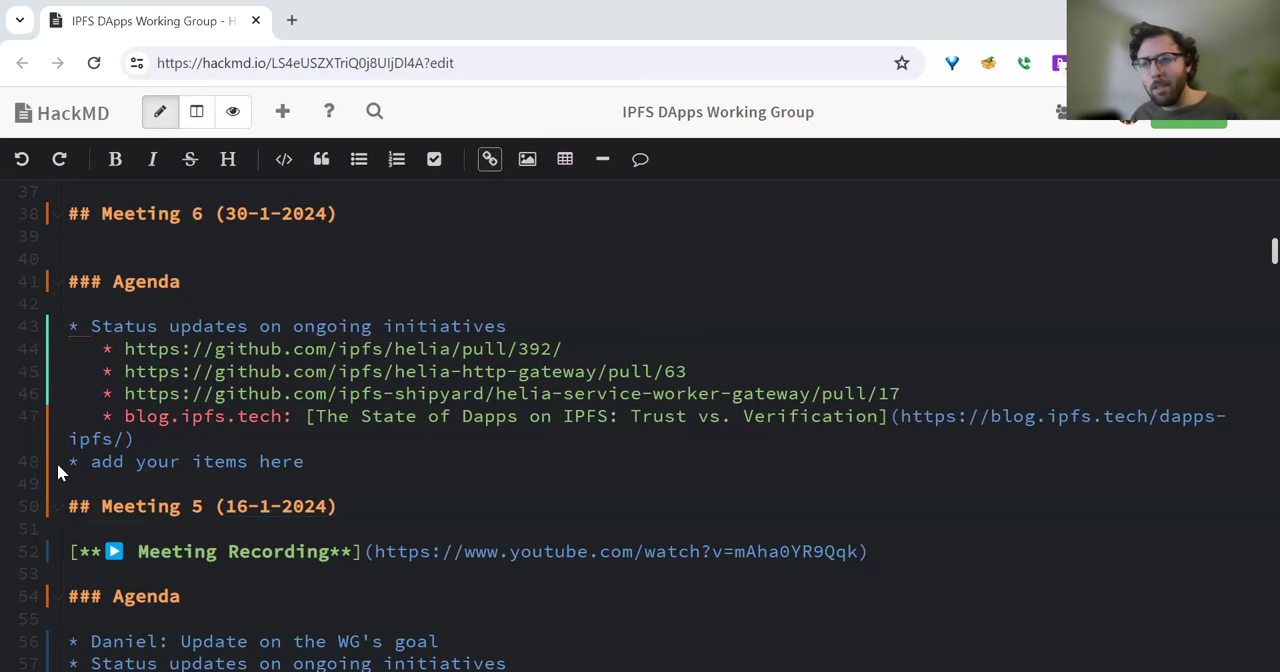 IPFS DApps Working Group - H
https://hackmd.io/LS4eUSZXTriQ0j8UIjDl4A?edit
HackMD
IPFS DApps Working Group
37
38 ## Meeting 6 (30-1-2024)
39
40
41 ### Agenda
42
43 * Status updates on ongoing initiatives
44 * https://github.com/ipfs/helia/pull/392/
45 * https://github.com/ipfs/helia-http-gateway/pull/63
46 * https://github.com/ipfs-shipyard/helia-service-worker-gateway/pull/17
47 * blog.ipfs.tech: [The State of Dapps on IPFS: Trust vs. Verification](https://blog.ipfs.tech/dapps-
ipfs/)
48 * add your items here
49
50 ## Meeting 5 (16-1-2024)
51
52 [**▶️ Meeting Recording**](https://www.youtube.com/watch?v=mAha0YR9Qqk)
53
54 ### Agenda
55
56 * Daniel: Update on the WG's goal
57 * Status updates on ongoing initiatives